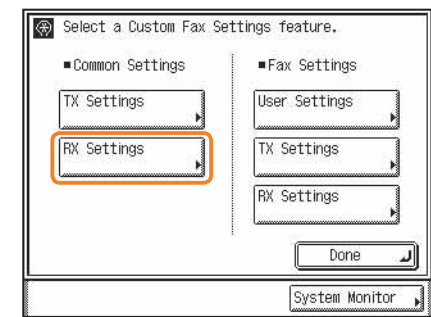 Select a Custom Fax Settings feature.
■Common Settings
TX Settings
RX Settings
■Fax Settings
User Settings
TX Settings
RX Settings
Done
System Monitor